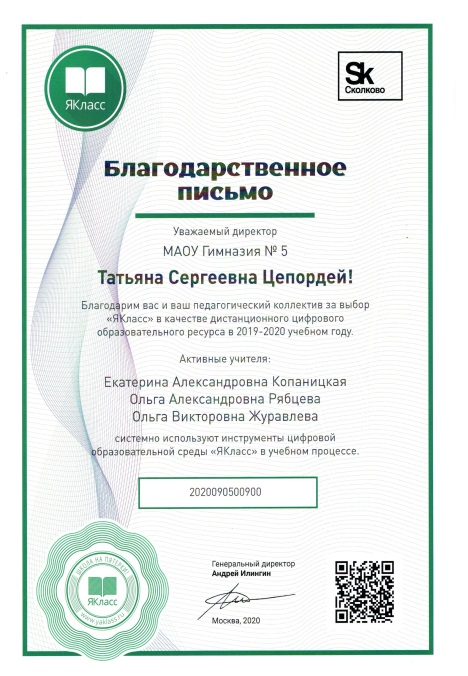 ЯКласс
Sk
Сколково
Благодарственное
письмо
Уважаемый директор
МАОУ Гимназия № 5
Татьяна Сергеевна Цепордей!
Благодарим вас и ваш педагогический коллектив за выбор
«ЯКласс» в качестве дистанционного цифрового
образовательного ресурса в 2019-2020 учебном году.
Активные учителя:
Екатерина Александровна Копаницкая
Ольга Александровна Рябцева
Ольга Викторовна Журавлева
системно используют инструменты цифровой
образовательной среды «ЯКласс» в учебном процессе.
2020090500900
ШКОЛА НА ПЯТЕРКУ
ЯКласс
www.yaklass.ru
Генеральный директор
Андрей Илингин
Москва, 2020